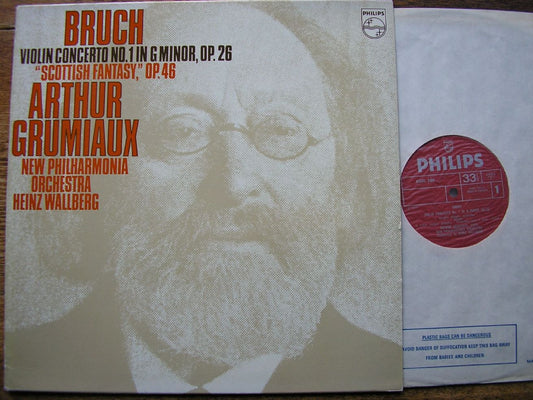 BRUCH
VIOLIN CONCERTO NO.1 IN G MINOR, OP. 26
"SCOTTISH FANTASY," OP. 46
ARTHUR
GRUMIAUX
NEW PHILHARMONIA
ORCHESTRA
HEINZ WALLBERG
PHILIPS
PHILIPS
33
1
PLASTIC BAGS CAN BE DANGEROUS
AVOID DANGER OF SUFFOCATION KEEP THIS BAG AWAY
FROM BABIES AND CHILDREN